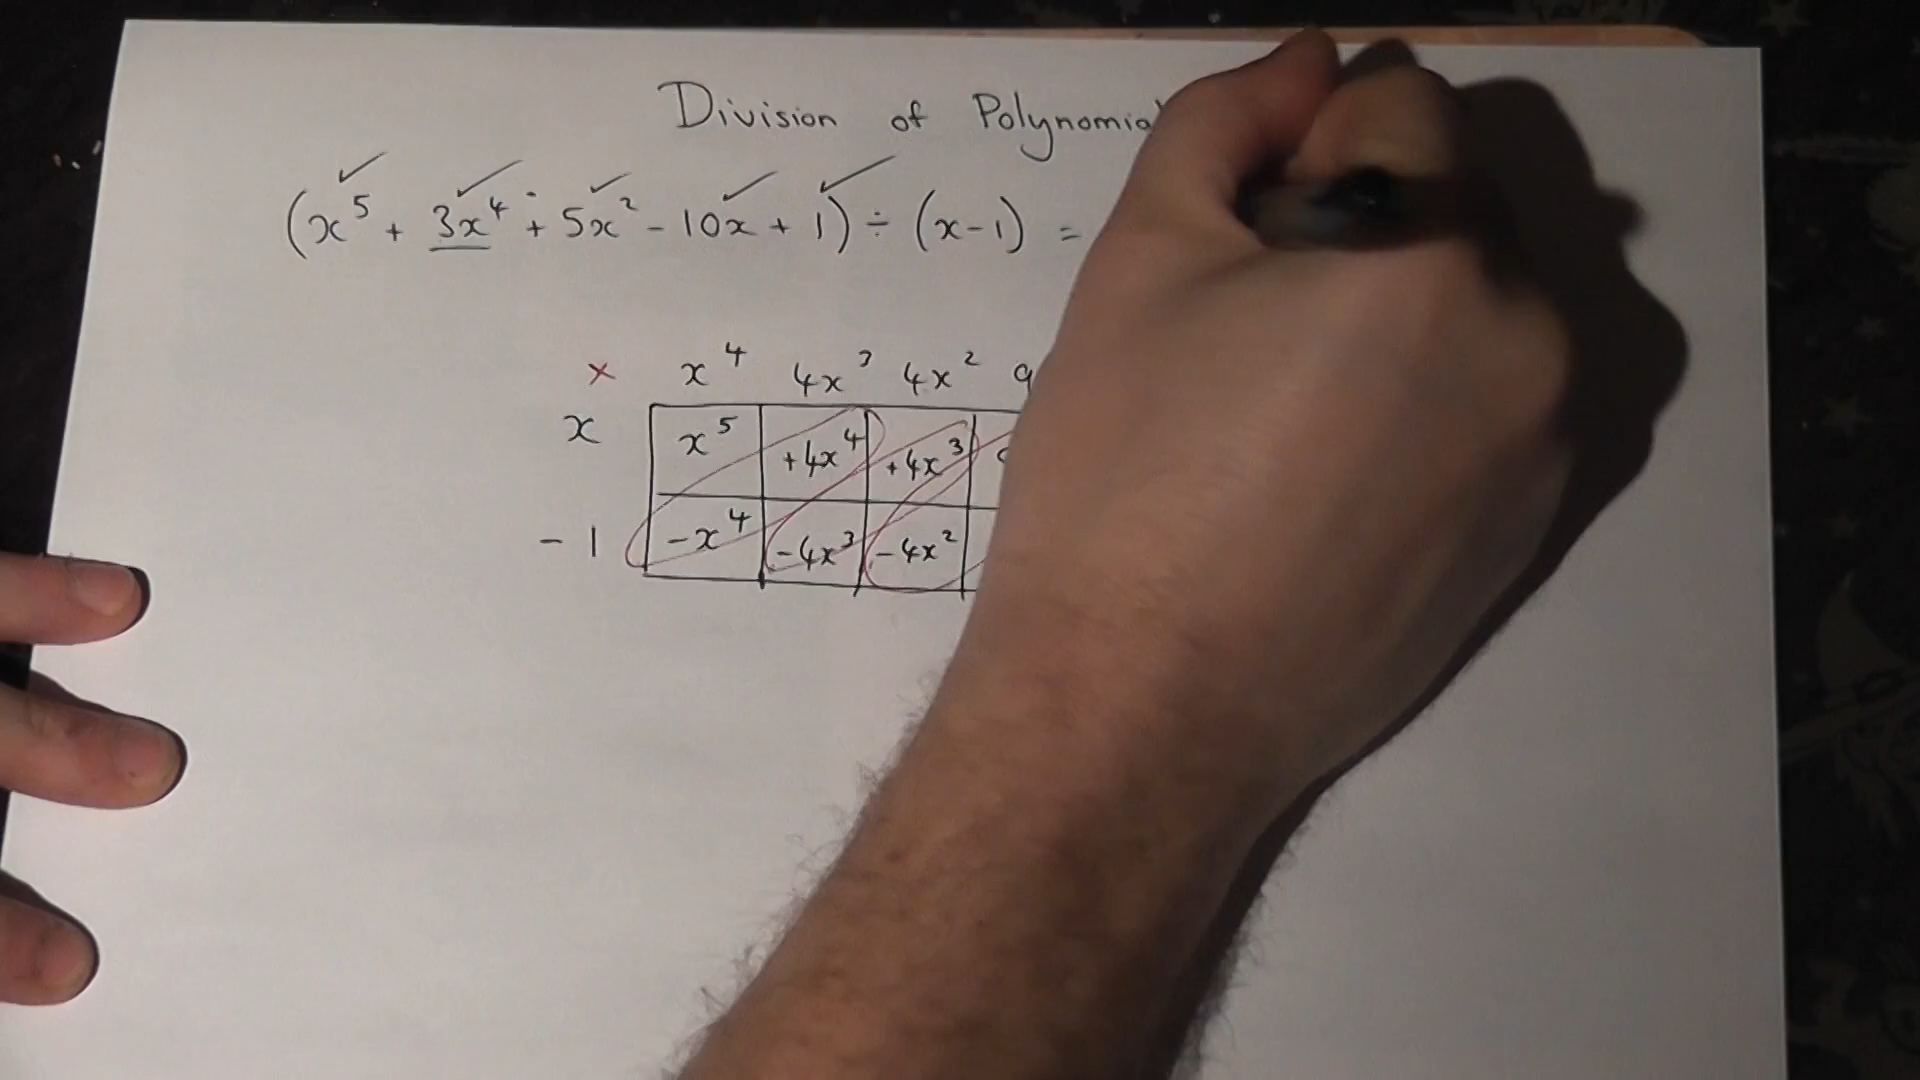 Division of Polynomia
(x⁵ + 3x⁴ + 5x² - 10x + 1) ÷ (x-1) =
× x⁴ 4x³ 4x² 9
x x⁵ +4x⁴ +4x³
-1 -x⁴ -4x³ -4x²